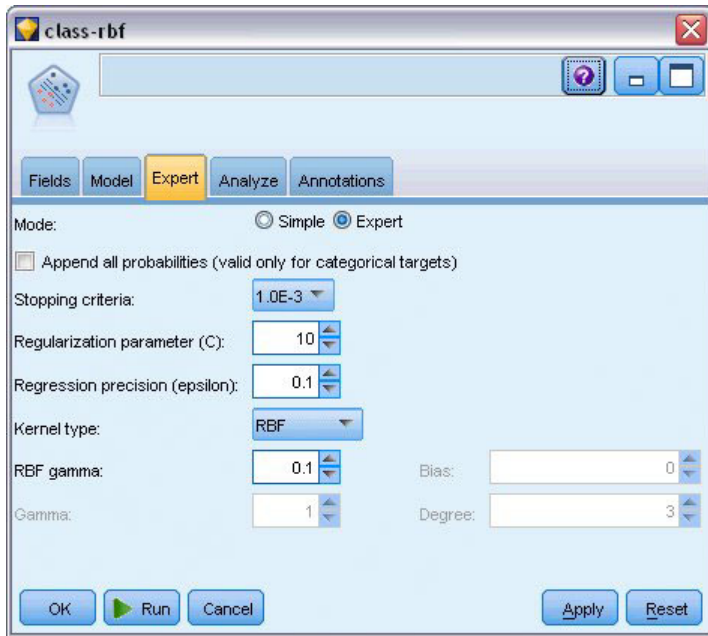 class-rbf
Fields Model Expert Analyze Annotations
Mode: Simple Expert
Append all probabilities (valid only for categorical targets)
Stopping criteria: 1.0E-3
Regularization parameter (C): 10
Regression precision (epsilon): 0.1
Kernel type: RBF
RBF gamma: 0.1 Bias: 0
Gamma: 1 Degree: 3
OK Run Cancel Apply Reset